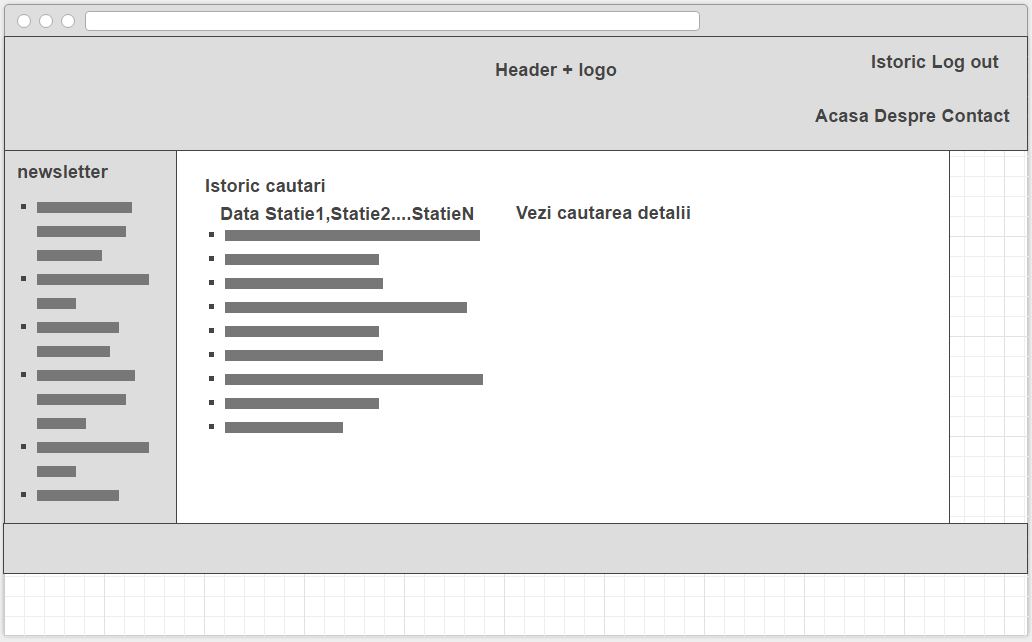 Header + logo
Istoric Log out
Acasa Despre Contact
newsletter
Istoric cautari
Data Statie1,Statie2....StatieN
Vezi cautarea detalii